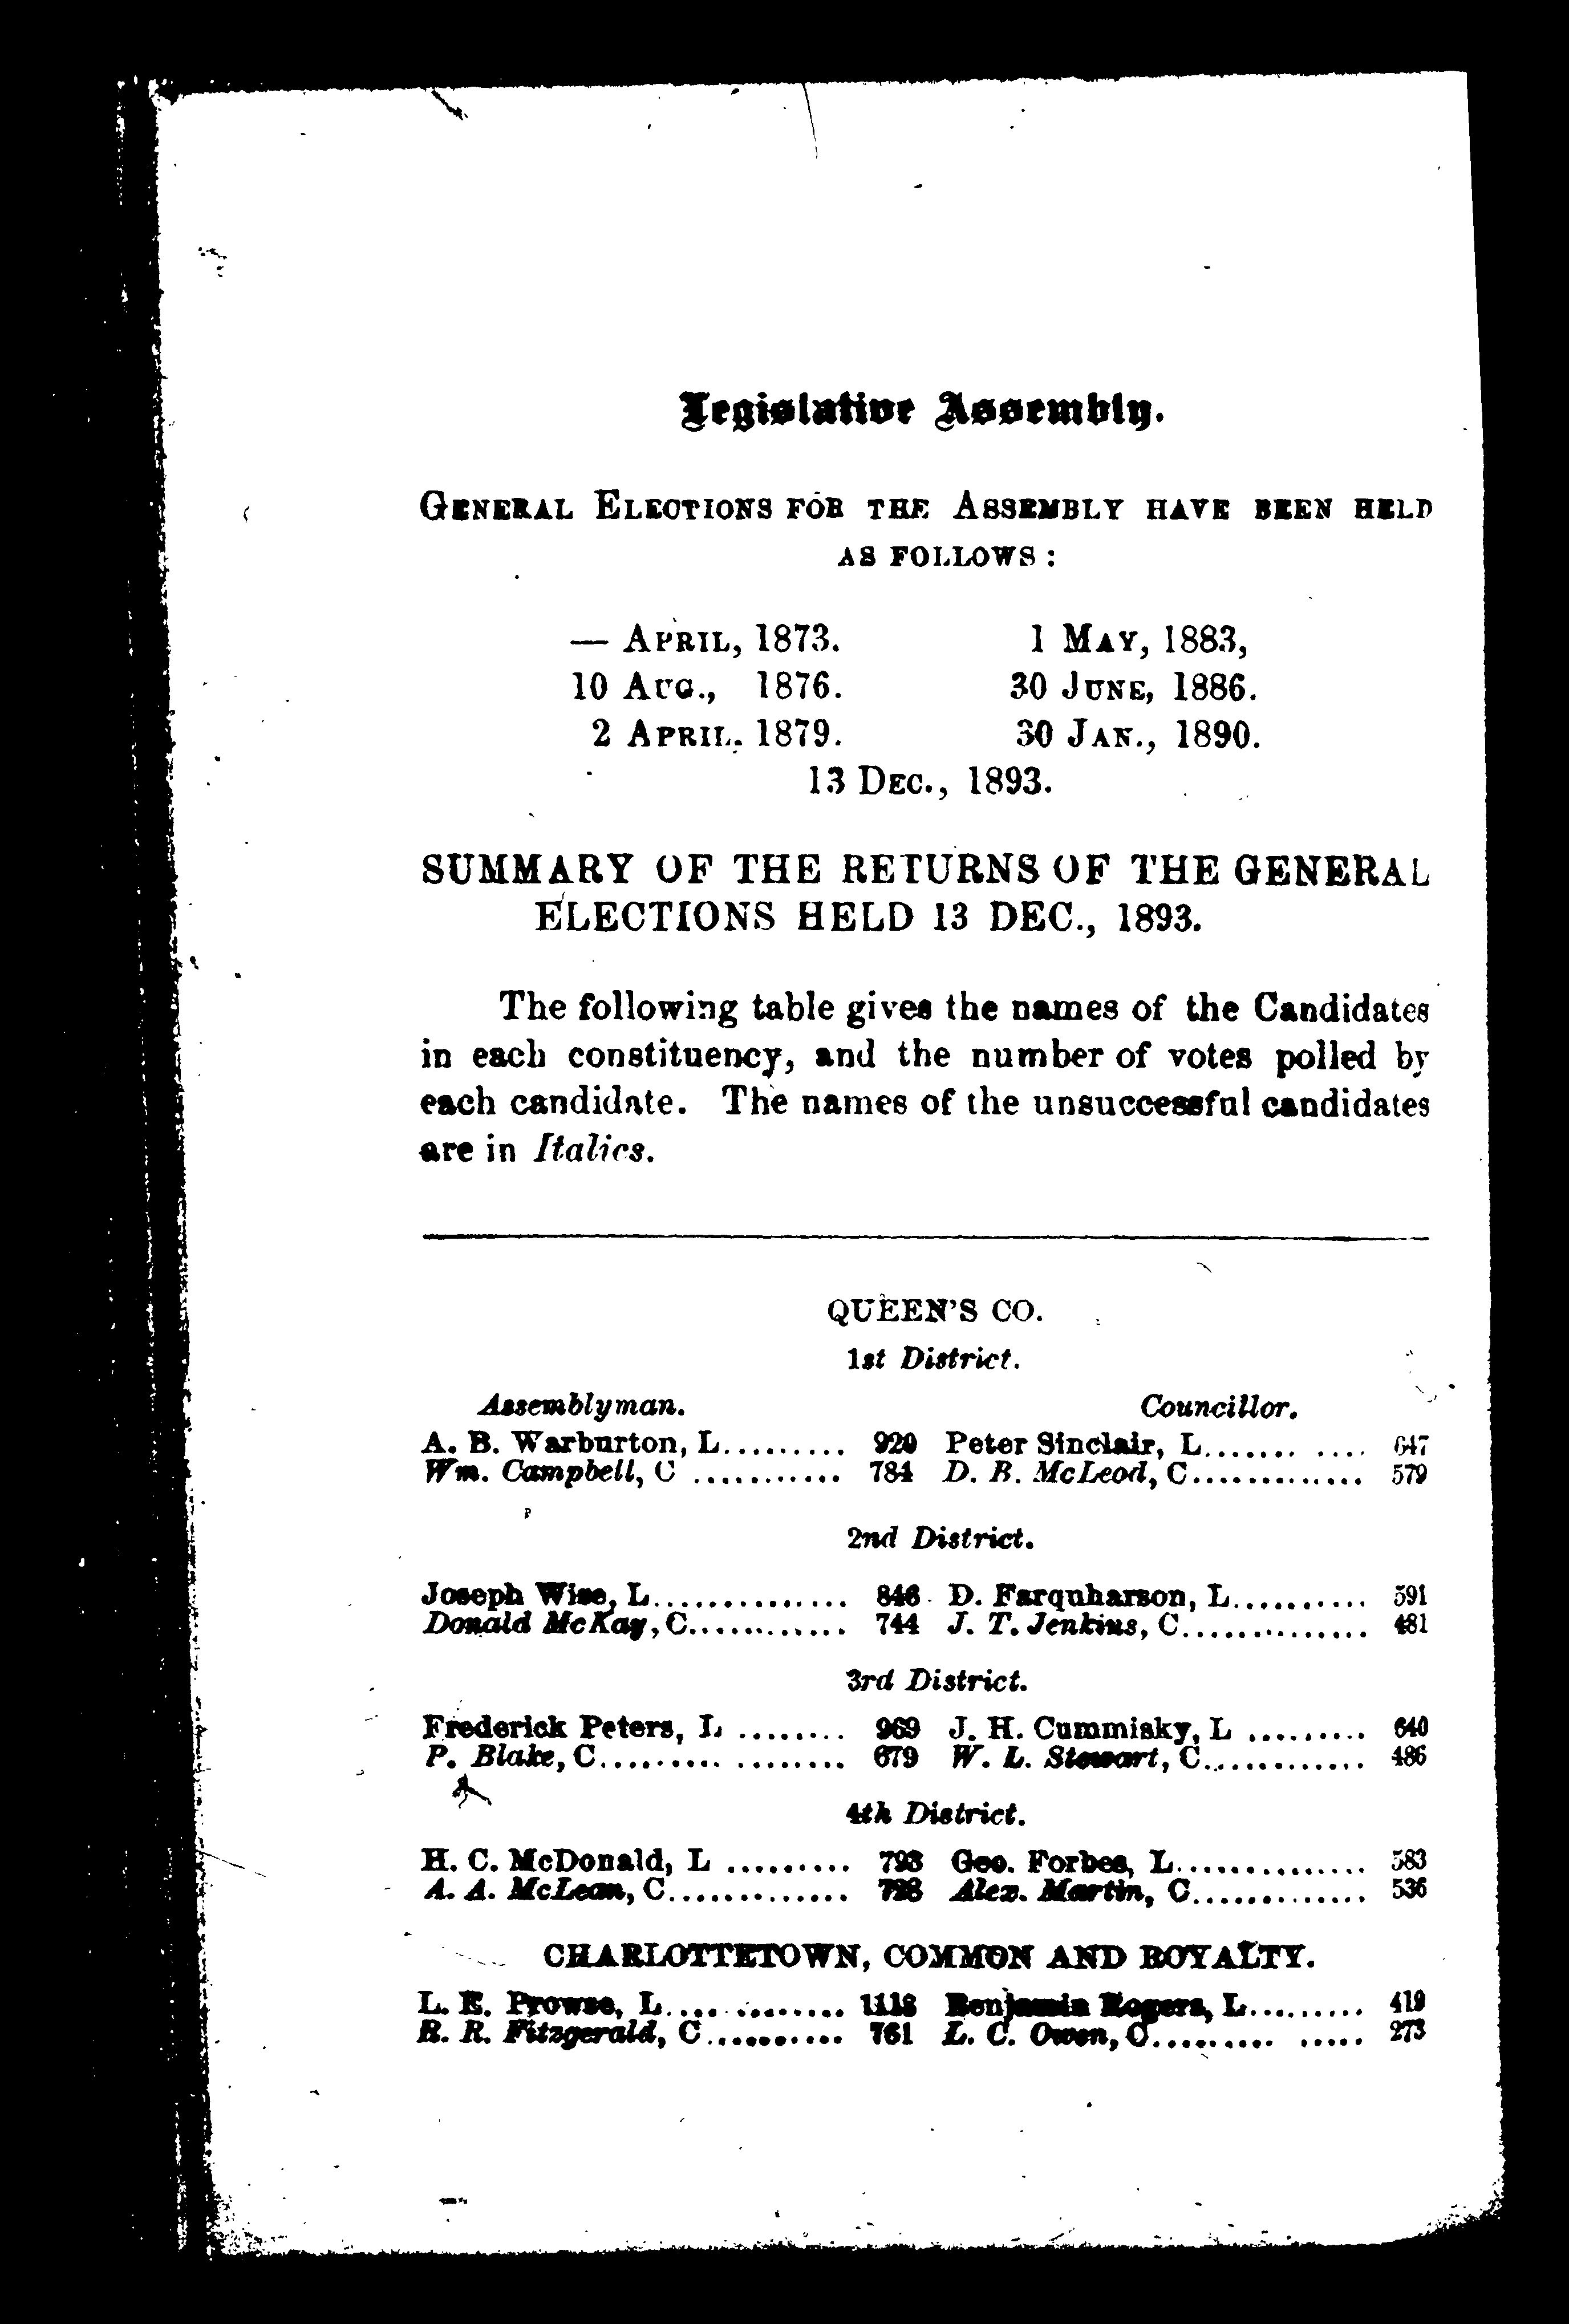 Legislative Assembly.
GENERAL ELECTIONS FOR THE ASSEMBLY HAVE BEEN HELD
AS FOLLOWS :
— APRIL, 1873. 1 MAY, 1883,
10 AUG., 1876. 30 JUNE, 1886.
2 APRIL. 1879. 30 JAN., 1890.
13 DEC., 1893.
SUMMARY OF THE RETURNS OF THE GENERAL
ELECTIONS HELD 13 DEC., 1893.
The following table gives the names of the Candidates
in each constituency, and the number of votes polled by
each candidate. The names of the unsuccessful candidates
are in Italics.
QUEEN'S CO.
1st District.
Assemblyman. Councillor.
A. B. Warburton, L......... 920 Peter Sinclair, L....... .... 647
Wm. Campbell, C ........... 784 D. R. McLeod, C............. 579
2nd District.
Joseph Wise, L.............. 846 D. Farquharson, L.......... 591
Donald McKay, C............ 744 J. T. Jenkins, C.............. 481
3rd District.
Frederick Peters, L ........ 969 J. H. Cummisky, L ......... 640
P. Blake, C......... ........ 679 W. L. Stewart, C............ 486
4th District.
H. C. McDonald, L ......... 793 Geo. Forbes, L.............. 583
A. A. McLean, C............. Alex. Martin, C............. 536
CHARLOTTETOWN, COMMON AND ROYALTY.
L. E. Prowse, L.... ......... 1118 Benjamin Rogers, L......... 419
R. R. Fitzgerald, C.......... 761 L. C. Owen, C......... ..... 273